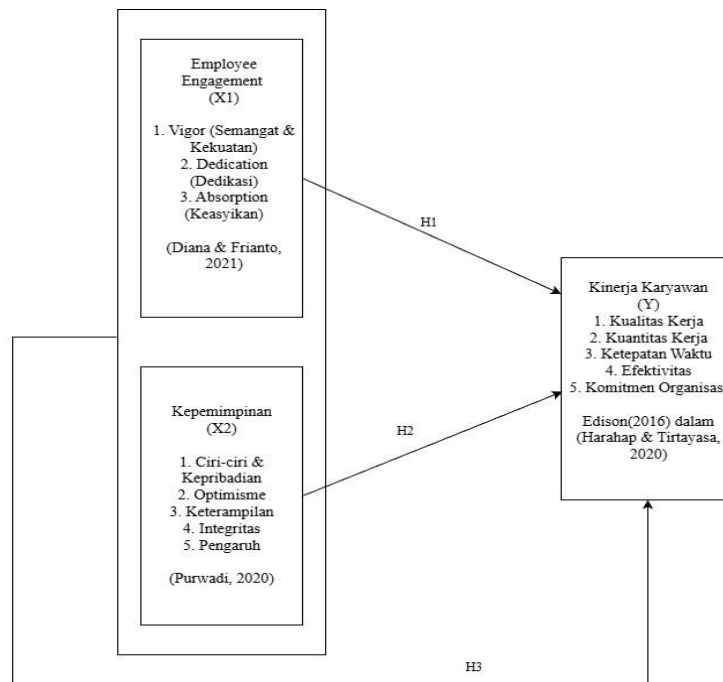 Employee
Engagement
(X1)
1. Vigor (Semangat &
Kekuatan)
2. Dedication
(Dedikasi)
3. Absorption
(Keasyikan)
(Diana & Frianto,
2021)
H1
Kinerja Karyawan
(Y)
1. Kualitas Kerja
2. Kuantitas Kerja
3. Ketepatan Waktu
4. Efektivitas
5. Komitmen Organisas
Edison(2016) dalam
(Harahap & Tirtayasa,
2020)
Kepemimpinan
(X2)
1. Ciri-ciri &
Kepribadian
2. Optimisme
3. Keterampilan
4. Integritas
5. Pengaruh
(Purwadi, 2020)
H2
H3